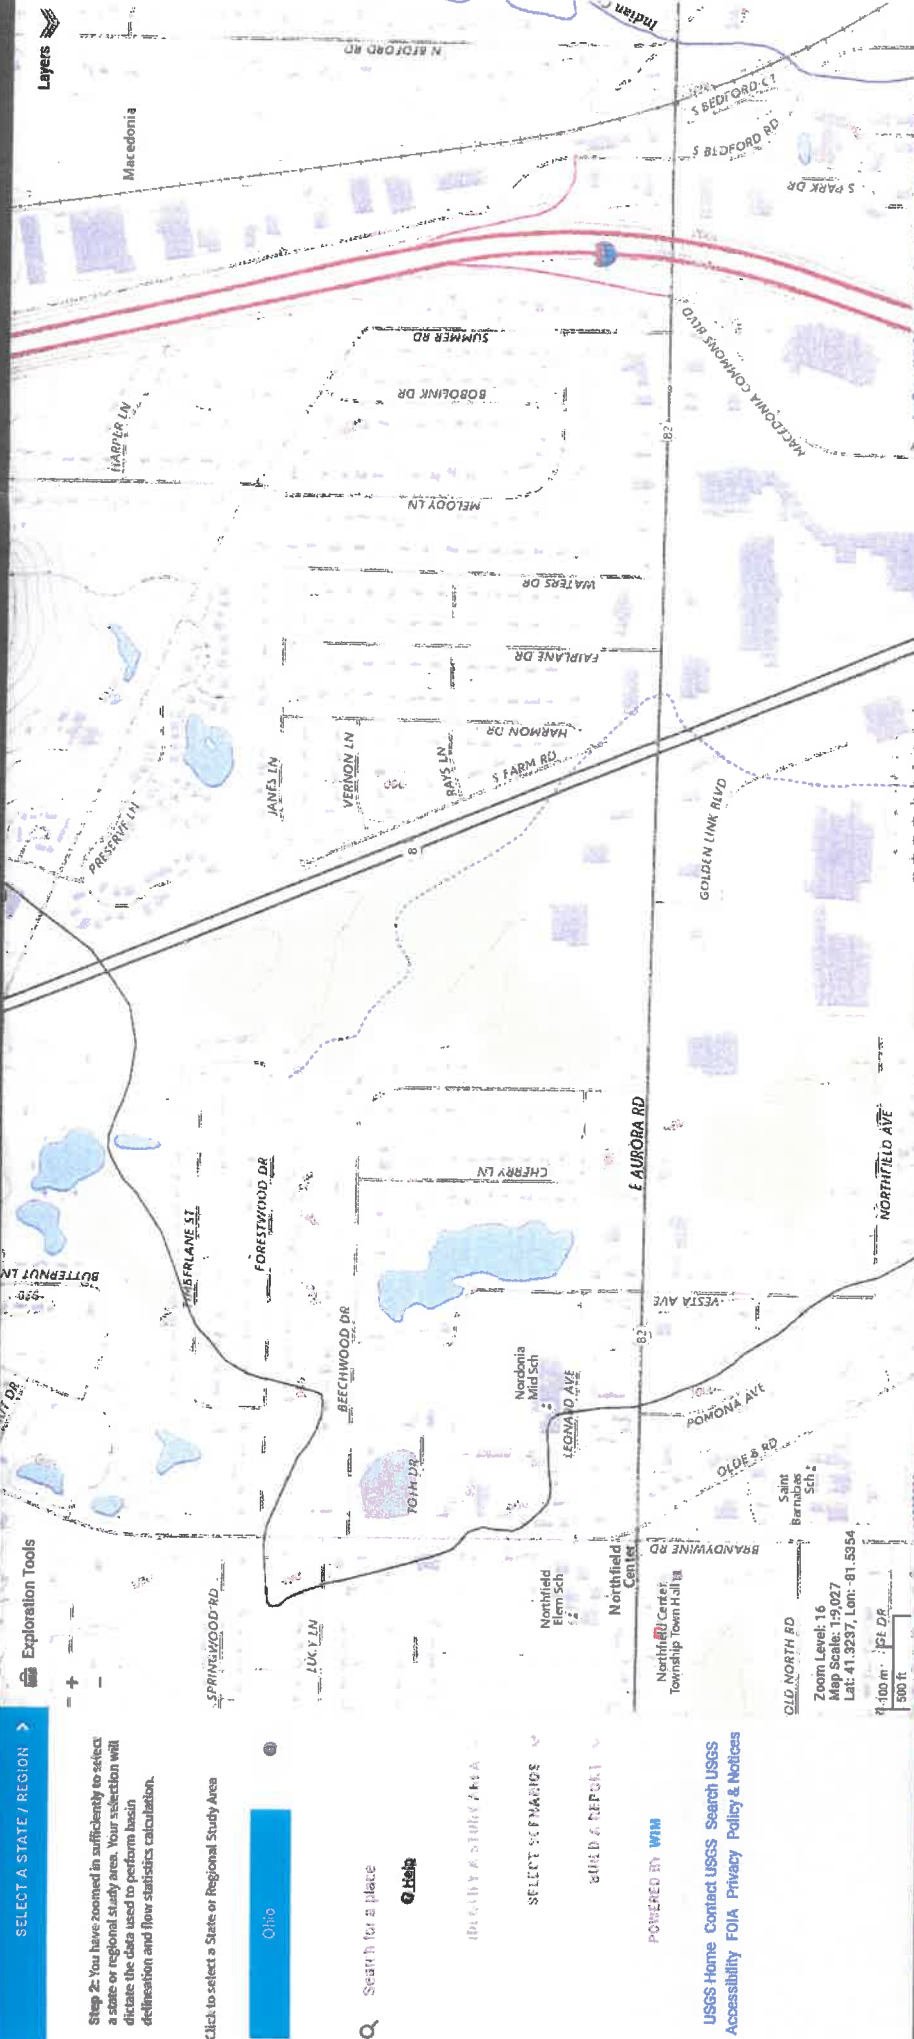 SELECT A STATE / REGION
Step 2: You have zoomed in sufficiently to select
a state or regional study area. Your selection will
dictate the data used to perform basin
delineation and flow statistics calculation.
Click to select a State or Regional Study Area
Ohio
Search for a place
Help
IDENTIFY A STUDY AREA
SELECT SCENARIOS
BUILD A REPORT
POWERED BY WIM
USGS Home Contact USGS Search USGS
Accessibility FOIA Privacy Policy & Notices
Exploration Tools
+
−
Layers
BUTTERNUT LN
TIMBERLANE ST
FORESTWOOD DR
BEECHWOOD DR
TOTH DR
SPRINGWOOD RD
LUCY LN
CHERRY LN
Nordonia
Mid Sch
LEONARD AVE
VESTA AVE
E AURORA RD
82
POMONA AVE
OLDE 8 RD
Saint
Barnabas
Sch
BRANDYWINE RD
Northfield
Elem Sch
Northfield
Center
Northfield Center
Township Town Hall
OLD NORTH BD
NORTHFIELD AVE
PRESERVE LN
8
JANES LN
VERNON LN
RAYS LN
S FARM RD
HARMON DR
FAIRLANE DR
WATERS DR
MELODY LN
BOBOLINK DR
SUMMER RD
HARPER LN
GOLDEN LINK BLVD
82
MACEDONIA COMMONS BLVD
Macedonia
N BEDFORD RD
S BEDFORD CT
S BEDFORD RD
S PARK DR
Indian
Zoom Level: 16
Map Scale: 1:9,027
Lat: 41.3237, Lon: -81.5354
100 m
500 ft